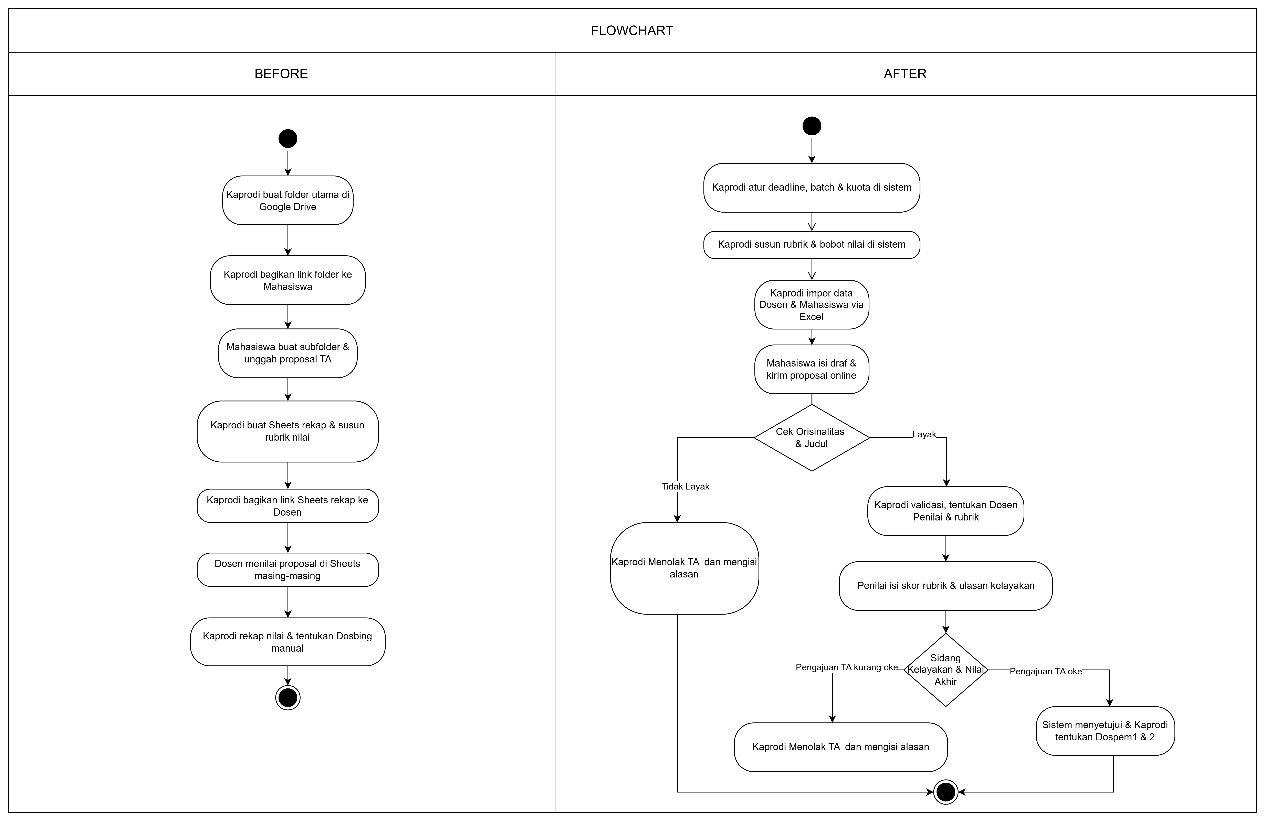 FLOWCHART
BEFORE
AFTER
Kaprodi buat folder utama di
Google Drive
Kaprodi bagikan link folder ke
Mahasiswa
Mahasiswa buat subfolder &
unggah proposal TA
Kaprodi buat Sheets rekap & susun
rubrik nilai
Kaprodi bagikan link Sheets rekap ke
Dosen
Dosen menilai proposal di Sheets
masing-masing
Kaprodi rekap nilai & tentukan Dosbing
manual
Kaprodi atur deadline, batch & kuota di sistem
Kaprodi susun rubrik & bobot nilai di sistem
Kaprodi impor data
Dosen & Mahasiswa via
Excel
Mahasiswa isi draf &
kirim proposal online
Cek Orisinalitas
& Judul
Tidak Layak
Layak
Kaprodi Menolak TA dan mengisi
alasan
Kaprodi validasi, tentukan Dosen
Penilai & rubrik
Penilai isi skor rubrik & ulasan kelayakan
Sidang
Kelayakan & Nilai
Akhir
Pengajuan TA kurang oke
Pengajuan TA oke
Kaprodi Menolak TA dan mengisi alasan
Sistem menyetujui & Kaprodi
tentukan Dospem1 & 2